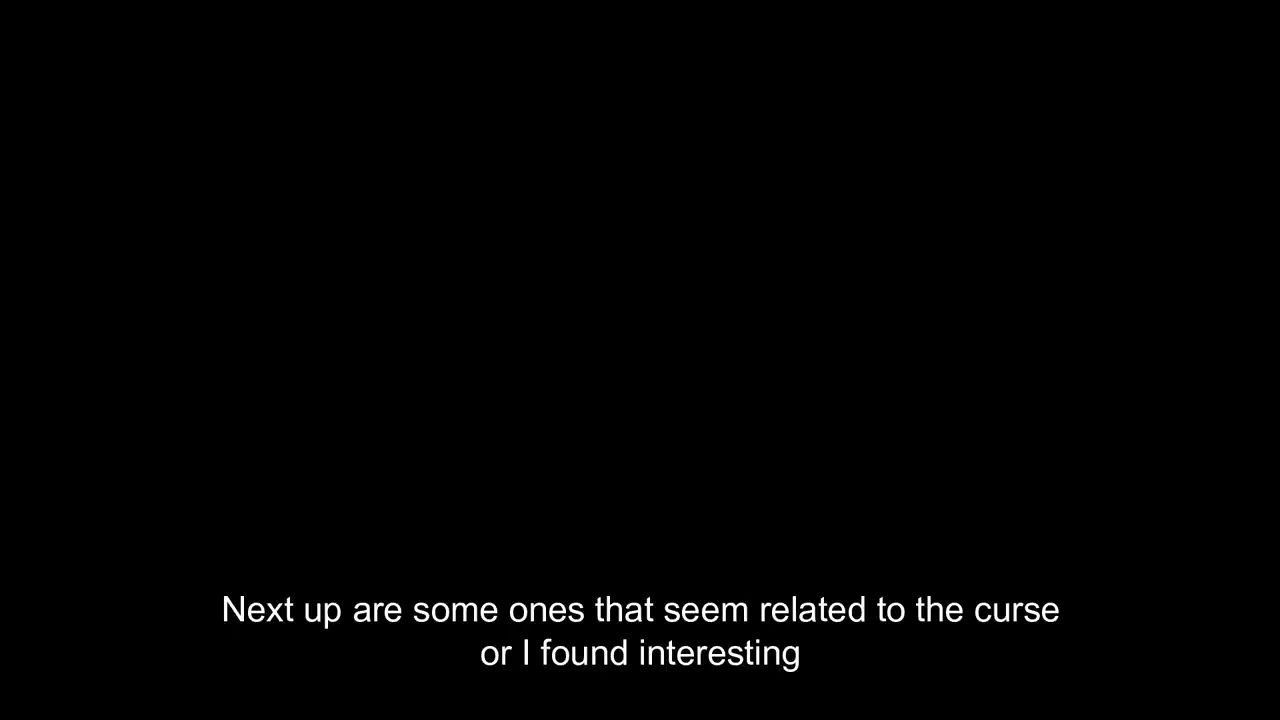 Next up are some ones that seem related to the curse
or I found interesting